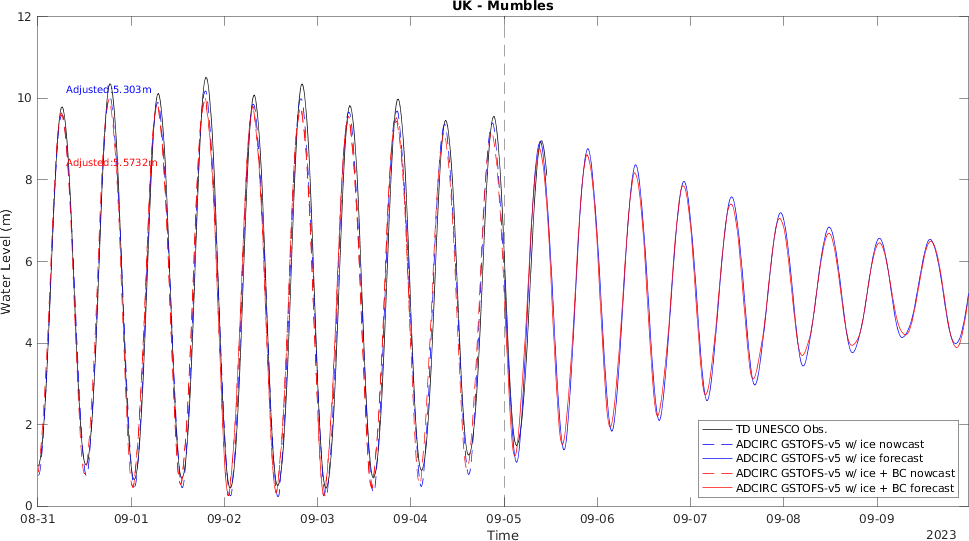 UK - Mumbles
12
10
8
6
4
2
0
Water Level (m)
Adjusted:5.303m
Adjusted:5.5732m
TD UNESCO Obs.
ADCIRC GSTOFS-v5 w/ ice nowcast
ADCIRC GSTOFS-v5 w/ ice forecast
ADCIRC GSTOFS-v5 w/ ice + BC nowcast
ADCIRC GSTOFS-v5 w/ ice + BC forecast
08-31 09-01 09-02 09-03 09-04 09-05 09-06 09-07 09-08 09-09
Time
2023